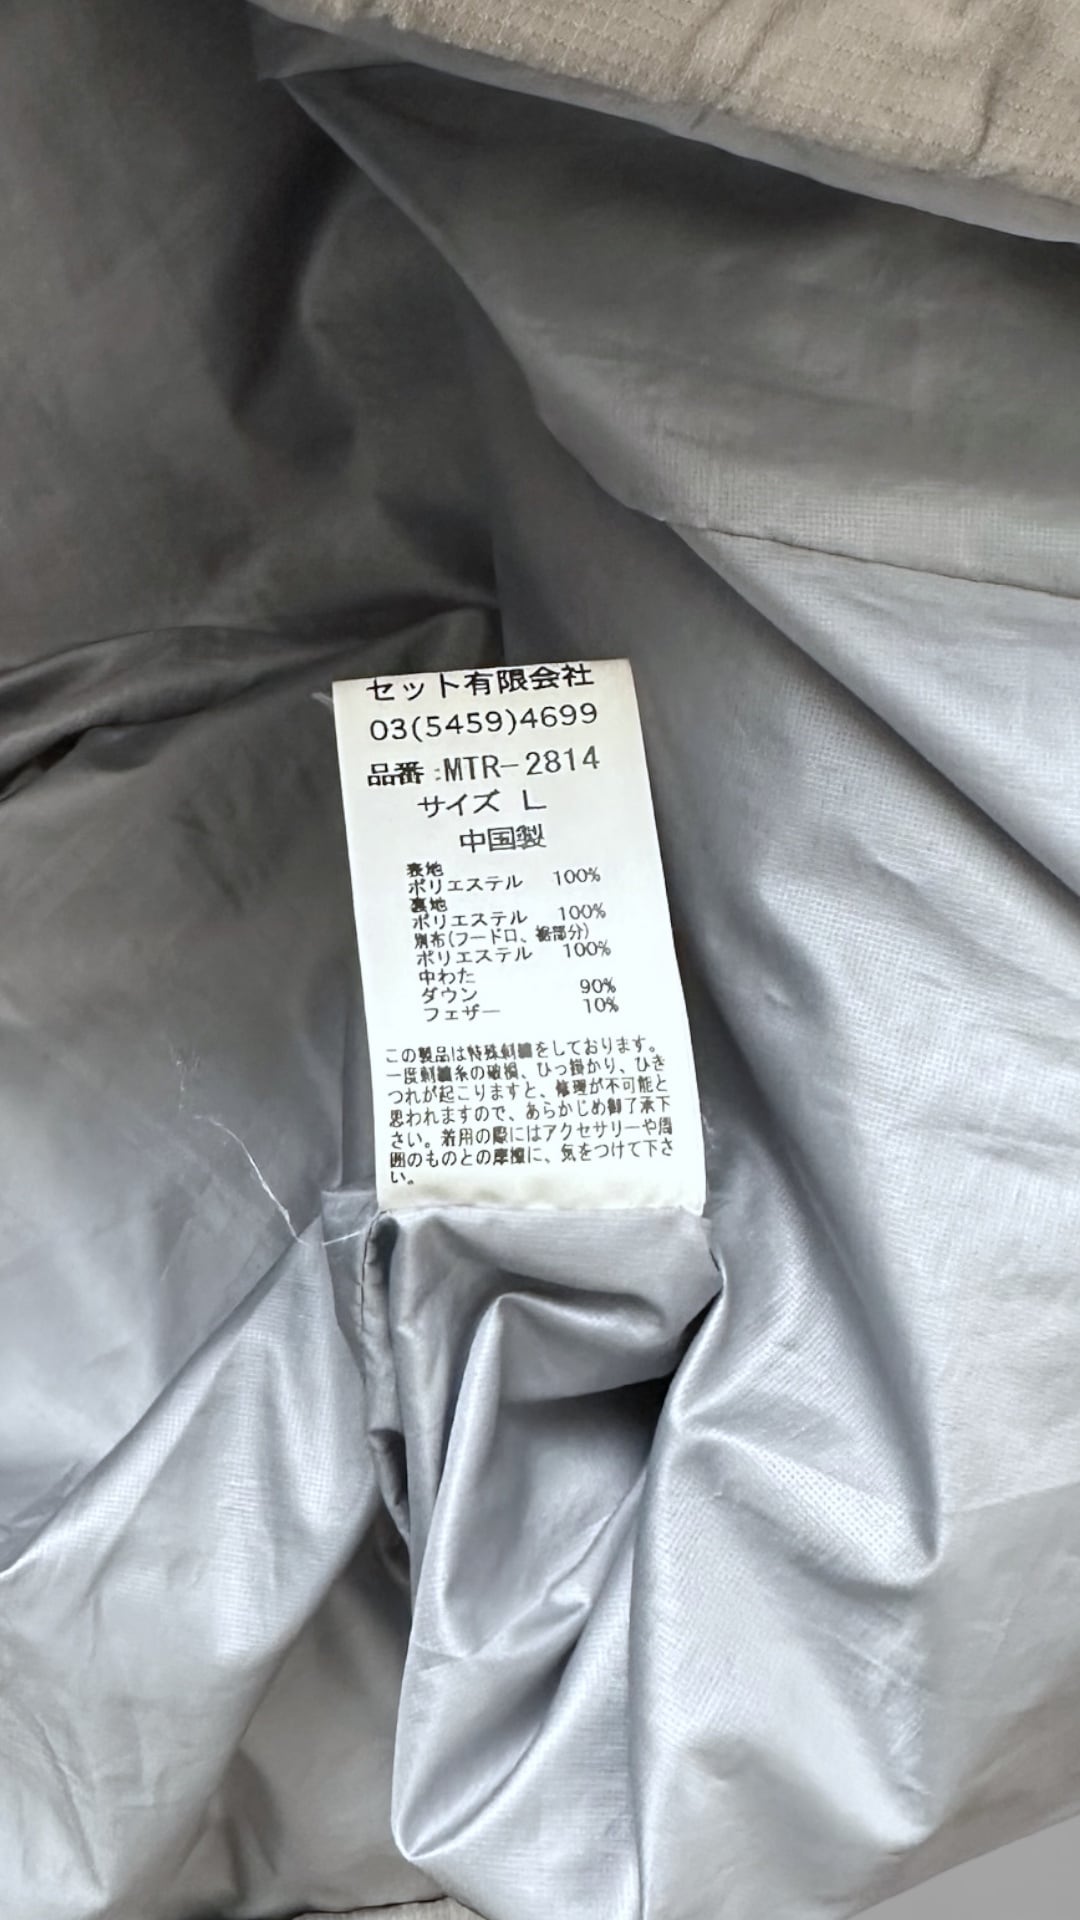 セット有限会社
03(5459)4699
品番:MTR-2814
サイズ L
中国製
表地
ポリエステル 100%
裏地
ポリエステル 100%
別布(フード口、裾部分)
ポリエステル 100%
中わた
ダウン 90%
フェザー 10%
この製品は特殊刺繍をしております。
一度刺繍糸の破損、ひっ掛かり、ひき
つれが起こりますと、修理が不可能と
思われますので、あらかじめ御了承下
さい。着用の際にはアクセサリーや周
囲のものとの摩擦に、気をつけて下さ
い。